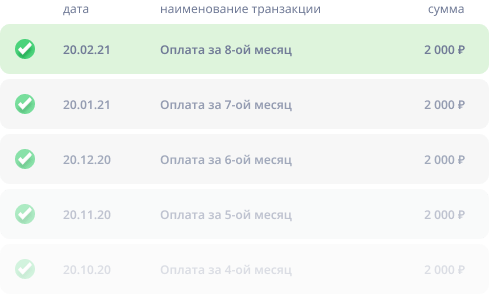 дата наименование транзакции сумма
20.02.21 Оплата за 8-ой месяц 2 000 ₽
20.01.21 Оплата за 7-ой месяц 2 000 ₽
20.12.20 Оплата за 6-ой месяц 2 000 ₽
20.11.20 Оплата за 5-ой месяц 2 000 ₽
20.10.20 Оплата за 4-ой месяц 2 000 ₽